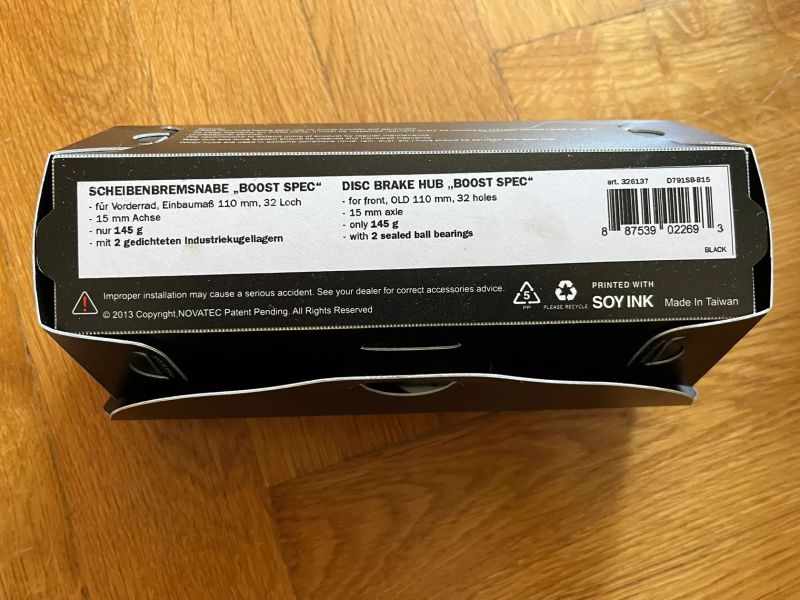 SCHEIBENBREMSNABE „BOOST SPEC“
- für Vorderrad, Einbaumaß 110 mm, 32 Loch
- 15 mm Achse
- nur 145 g
- mit 2 gedichteten Industriekugellagern
DISC BRAKE HUB „BOOST SPEC“
- for front, OLD 110 mm, 32 holes
- 15 mm axle
- only 145 g
- with 2 sealed ball bearings
art. 326137 D791SB-B15
8 87539 02269 3
BLACK
Improper installation may cause a serious accident. See your dealer for correct accessories advice.
© 2013 Copyright.NOVATEC Patent Pending. All Rights Reserved
5
PP
PLEASE RECYCLE
PRINTED WITH
SOY INK
Made In Taiwan